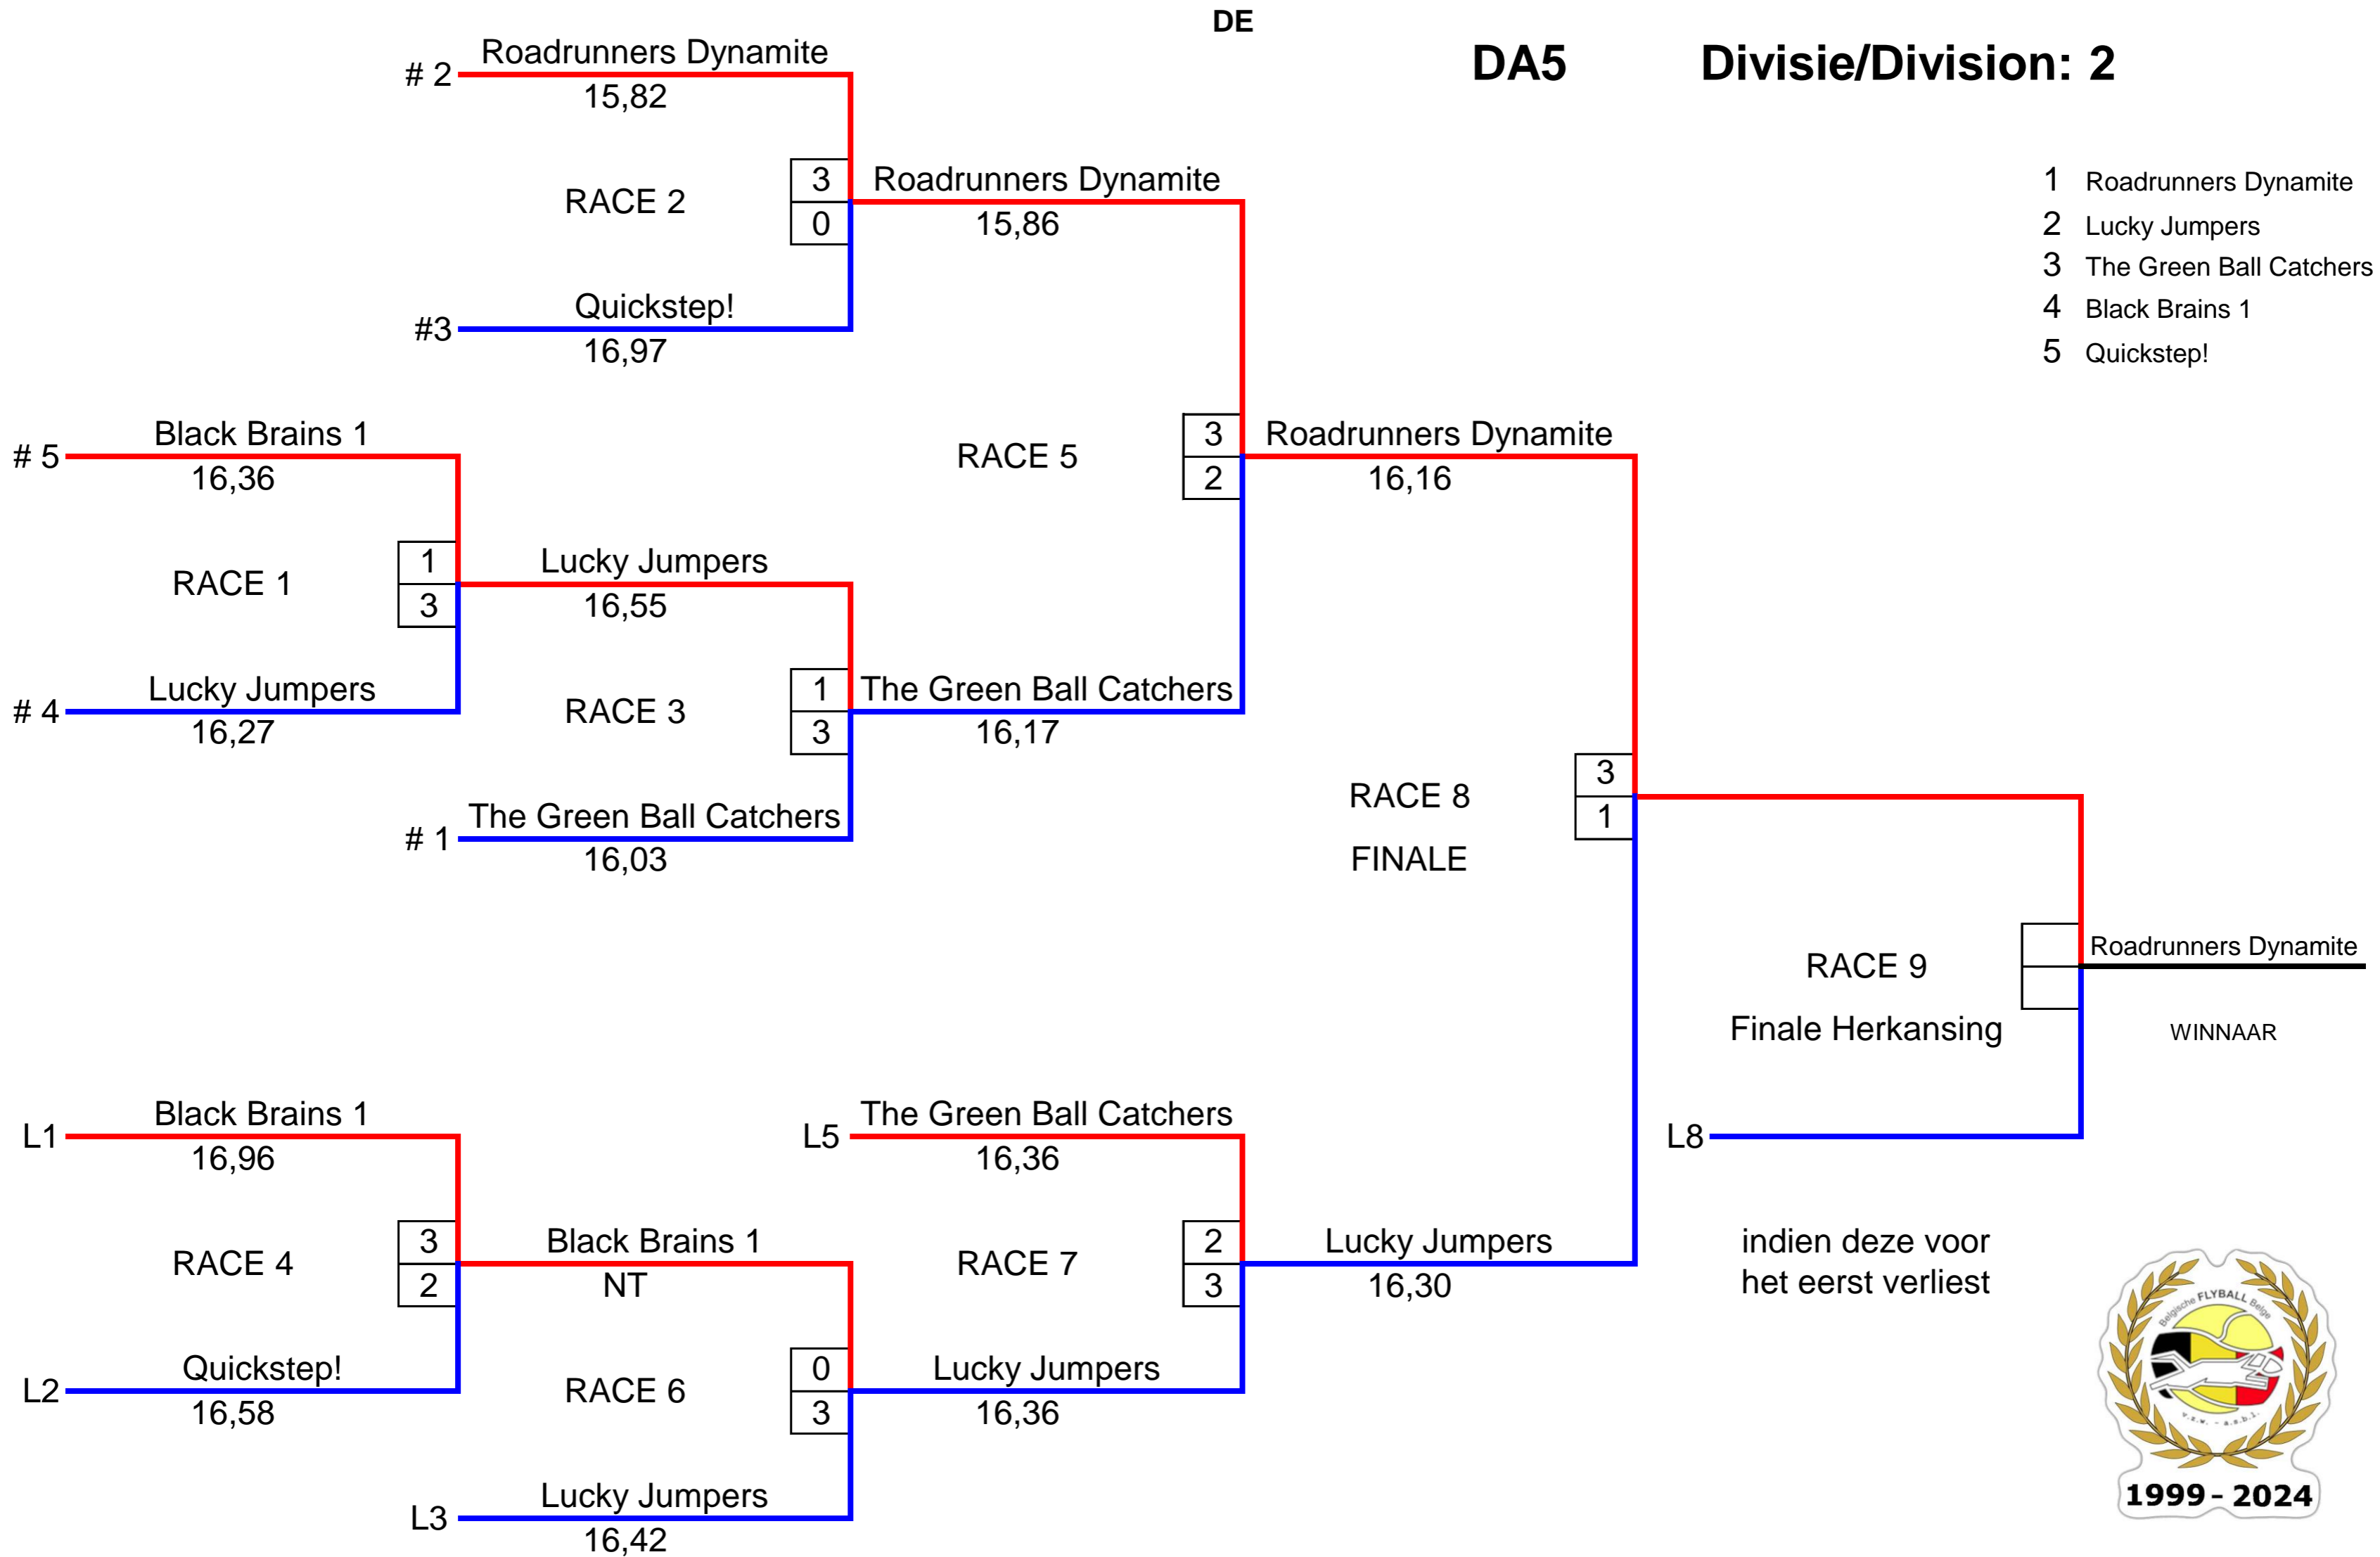 DE
DA5 Divisie/Division: 2
# 2 Roadrunners Dynamite
15,82
RACE 2
3
0
#3 Quickstep!
16,97
Roadrunners Dynamite
15,86
1 Roadrunners Dynamite
2 Lucky Jumpers
3 The Green Ball Catchers
4 Black Brains 1
5 Quickstep!
# 5 Black Brains 1
16,36
RACE 1
1
3
# 4 Lucky Jumpers
16,27
Lucky Jumpers
16,55
RACE 3
1
3
# 1 The Green Ball Catchers
16,03
The Green Ball Catchers
16,17
RACE 5
3
2
Roadrunners Dynamite
16,16
RACE 8
FINALE
3
1
RACE 9
Finale Herkansing
Roadrunners Dynamite
WINNAAR
L8
indien deze voor
het eerst verliest
L1 Black Brains 1
16,96
RACE 4
3
2
L2 Quickstep!
16,58
Black Brains 1
NT
RACE 6
0
3
L3 Lucky Jumpers
16,42
L5 The Green Ball Catchers
16,36
RACE 7
2
3
Lucky Jumpers
16,36
Lucky Jumpers
16,30
Belgische FLYBALL Belge
v.z.w. - a.s.b.l.
1999 - 2024